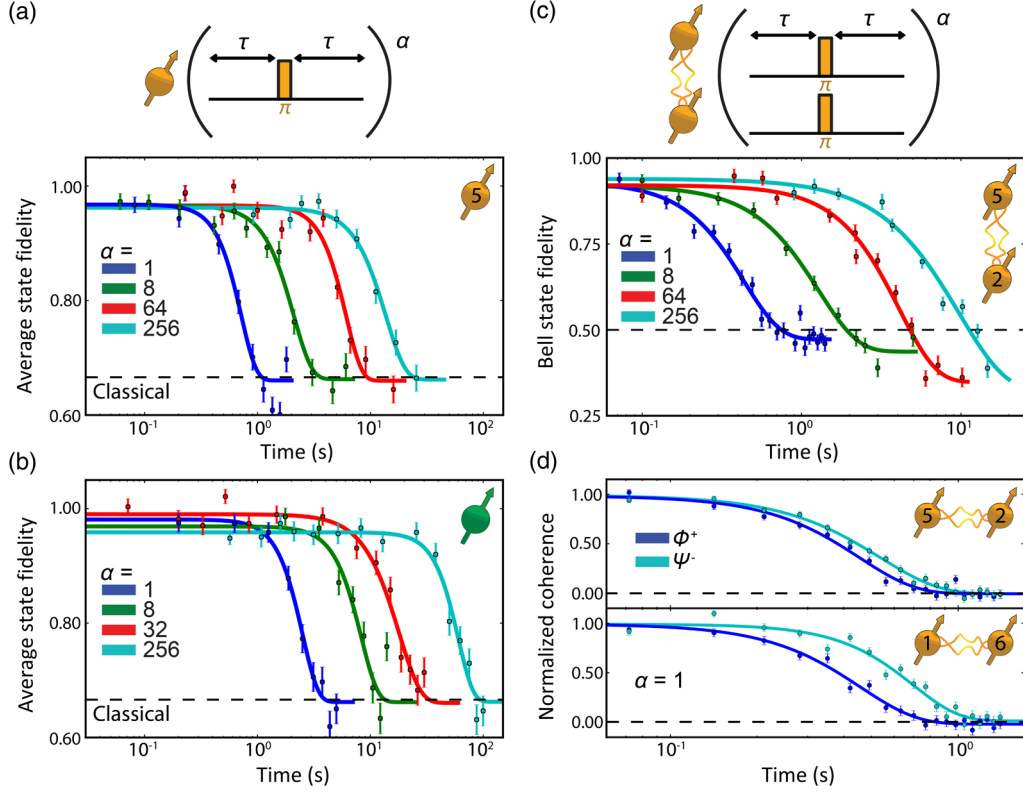 (a)
τ τ α
π
Average state fidelity
1.00
0.80
0.60
5
α =
1
8
64
256
Classical
10⁻¹ 10⁰ 10¹ 10²
Time (s)
(b)
Average state fidelity
1.00
0.80
0.60
α =
1
8
32
256
Classical
10⁻¹ 10⁰ 10¹ 10²
Time (s)
(c)
τ τ α
π
π
Bell state fidelity
1.00
0.75
0.50
0.25
5
2
α =
1
8
64
256
10⁻¹ 10⁰ 10¹
Time (s)
(d)
Normalized coherence
1.00
0.50
0.00
5 2
Φ⁺
Ψ⁻
1.00
0.50
0.00
1 6
α = 1
10⁻¹ 10⁰
Time (s)